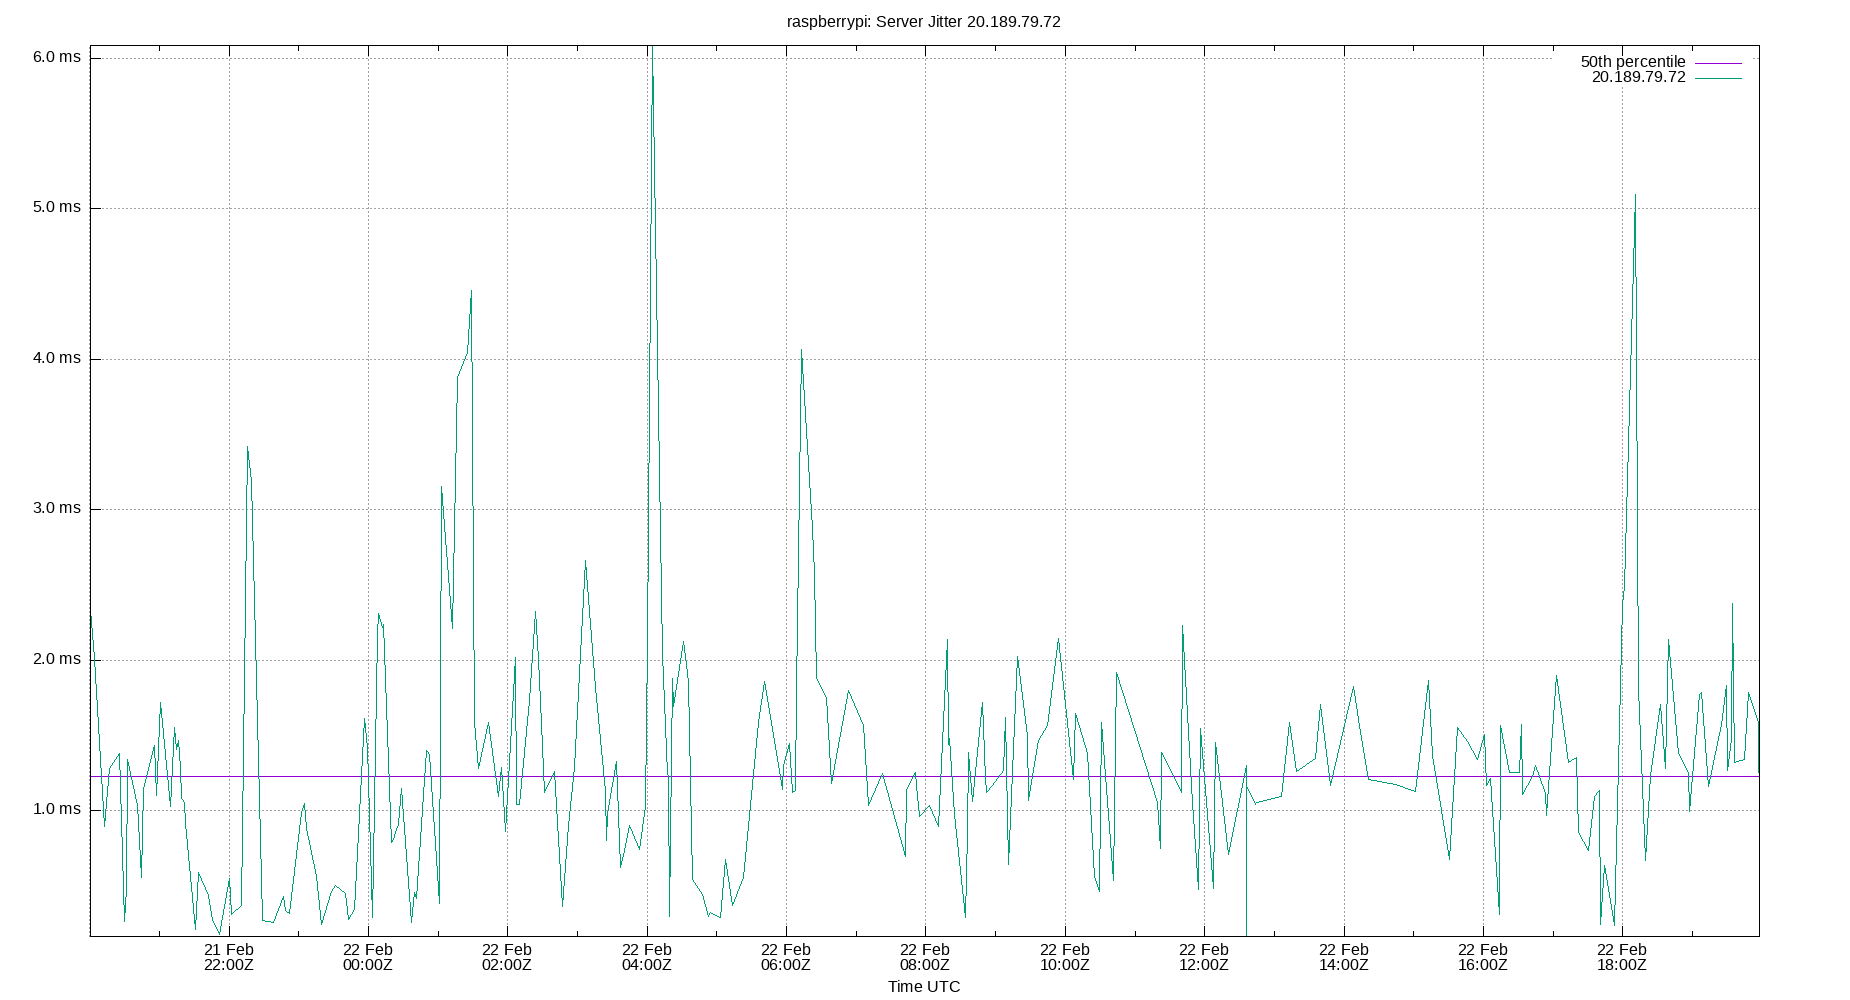 raspberrypi: Server Jitter 20.189.79.72
6.0 ms
5.0 ms
4.0 ms
3.0 ms
2.0 ms
1.0 ms
50th percentile
20.189.79.72
21 Feb 22 Feb 22 Feb 22 Feb 22 Feb 22 Feb 22 Feb 22 Feb 22 Feb 22 Feb 22 Feb
22:00Z 00:00Z 02:00Z 04:00Z 06:00Z 08:00Z 10:00Z 12:00Z 14:00Z 16:00Z 18:00Z
Time UTC